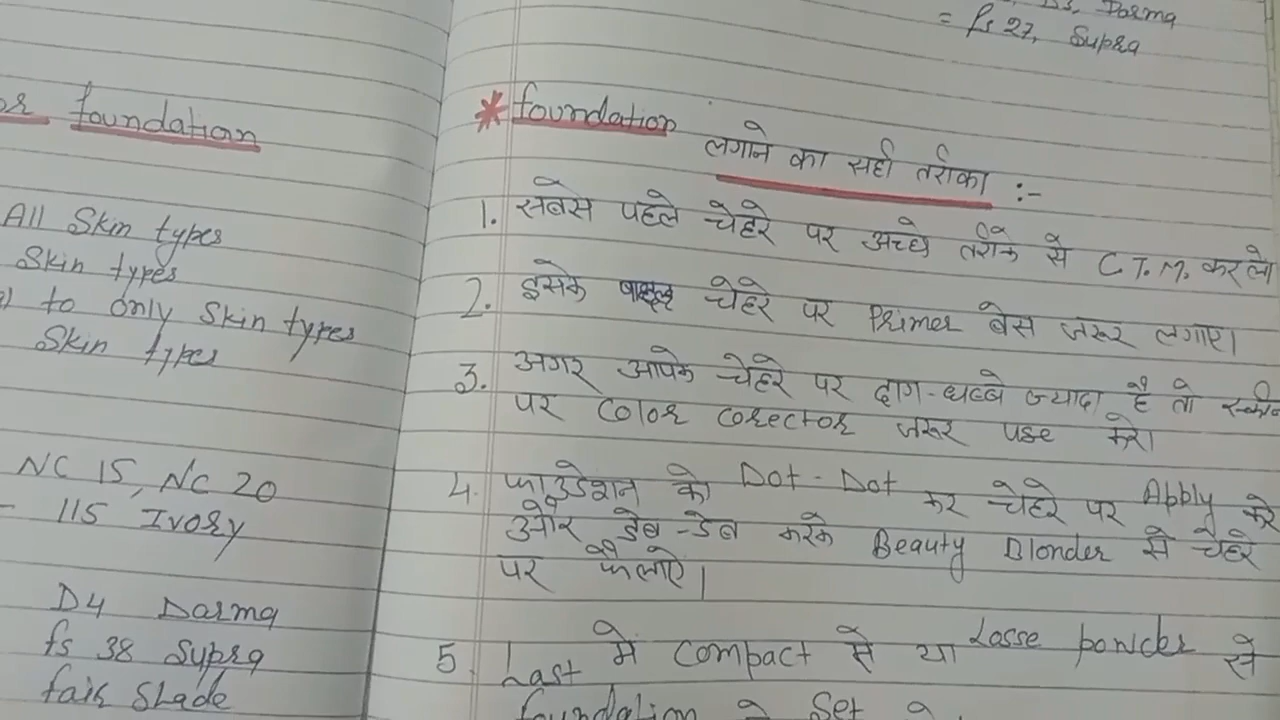 foundation
All Skin types
Skin types
to only Skin types
Skin types
NC 15, NC 20
- 115 Ivory
D4 Darma
fs 38 Supra
fair Shade
Darma
= fs 27, Supra
* foundation लगाने का सही तरीका :-
1. सबसे पहले चेहरे पर अच्छे तरीके से C.T.M. कर लो
2. इसके बाद चेहरे पर Primer बेस जरूर लगाए।
3. अगर आपके चेहरे पर दाग-धब्बे ज्यादा है तो
पर Color Corector जरूर use करे।
4. फाउंडेशन को Dot-Dot कर चेहरे पर Apply करे
और डेब-डेब करके Beauty Blonder से चेहरे
पर फैलाऐ।
5. Last मे Compact से या Losse powder से
foundation Set